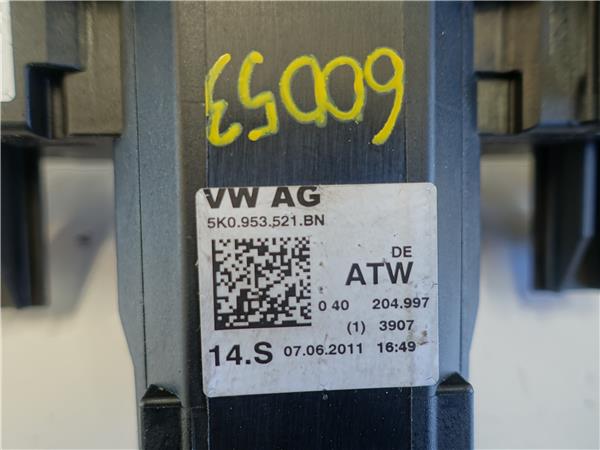 60053
VW AG
5K0.953.521.BN
DE
ATW
0 40 204.997
(1) 3907
14.S 07.06.2011 16:49